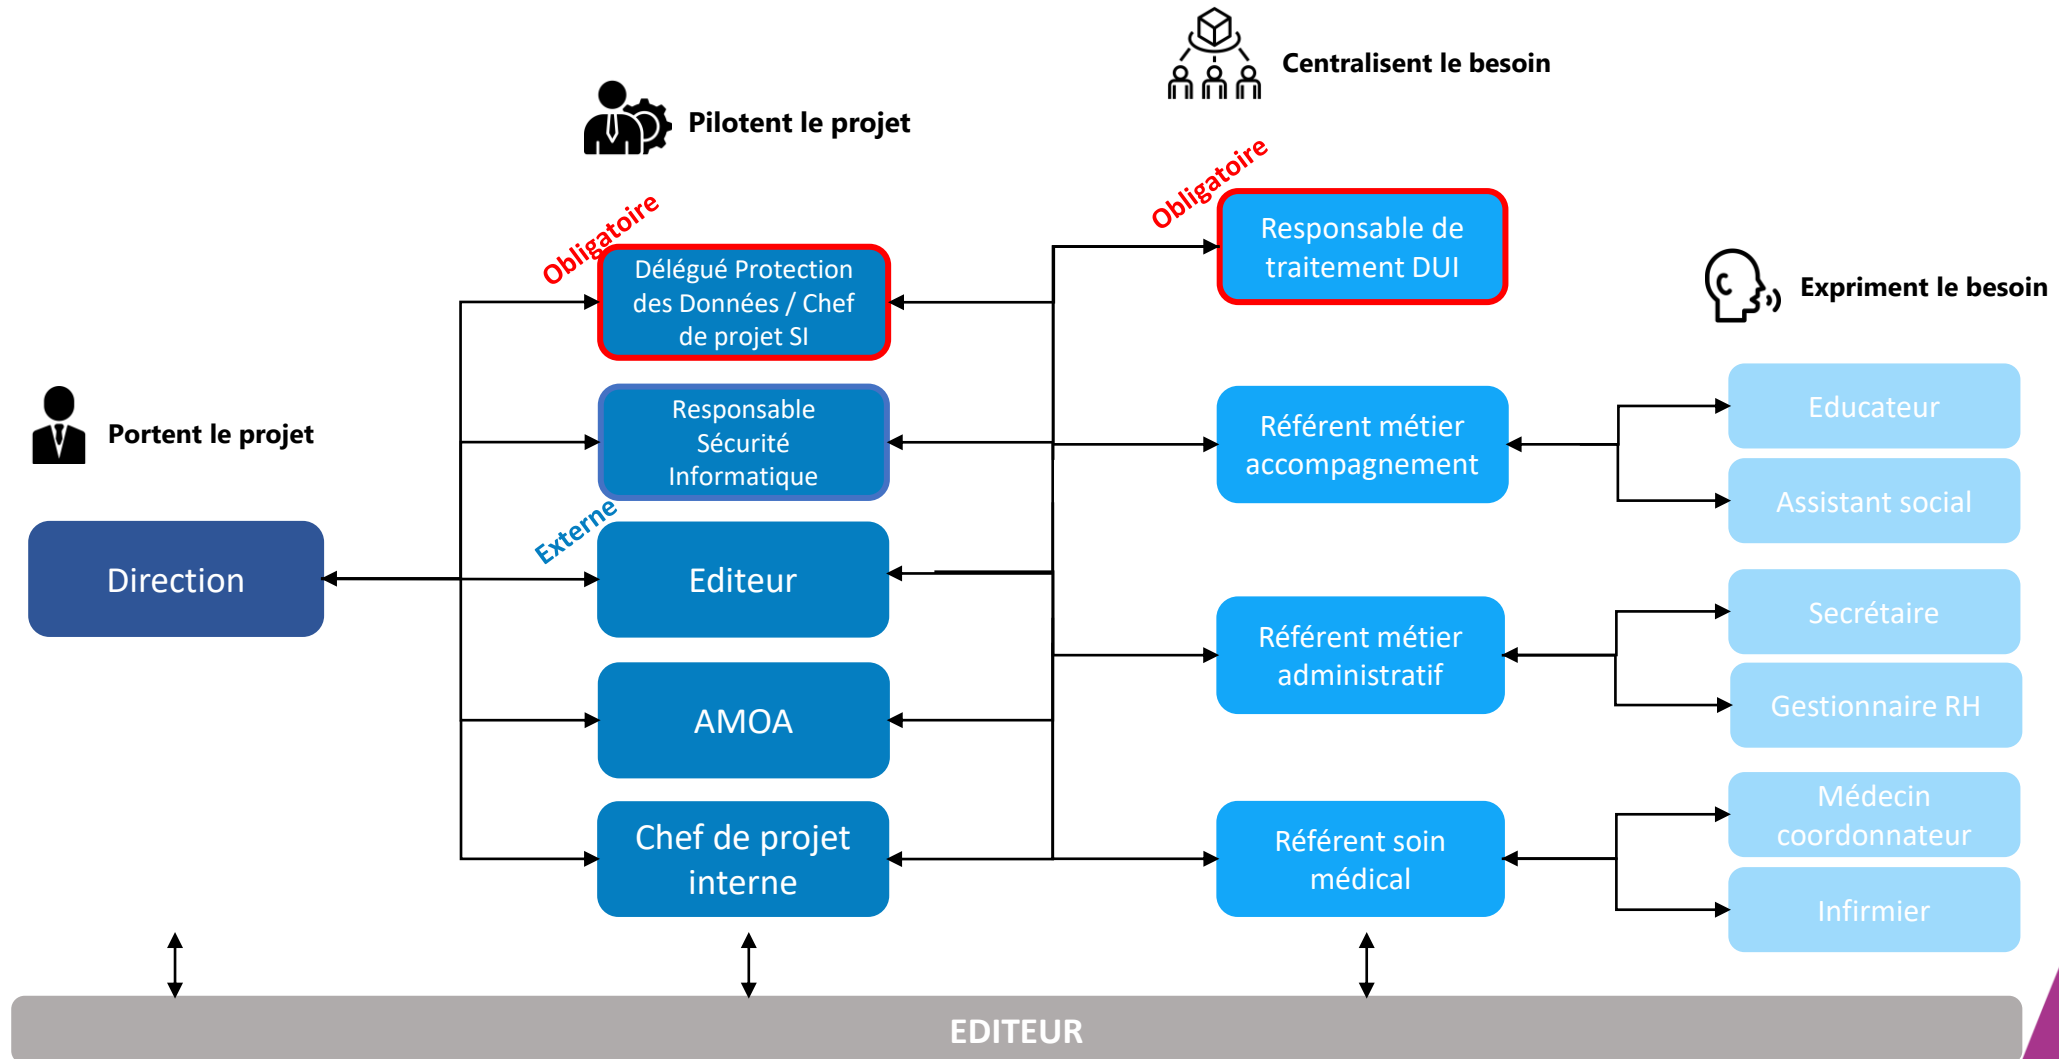 Centralisent le besoin
Pilotent le projet
Obligatoire
Obligatoire
Responsable de
traitement DUI
Délégué Protection
des Données / Chef
de projet SI
Expriment le besoin
Portent le projet
Responsable
Sécurité
Informatique
Référent métier
accompagnement
Educateur
Assistant social
Externe
Direction
Editeur
Référent métier
administratif
Secrétaire
Gestionnaire RH
AMOA
Chef de projet
interne
Référent soin
médical
Médecin
coordonnateur
Infirmier
EDITEUR